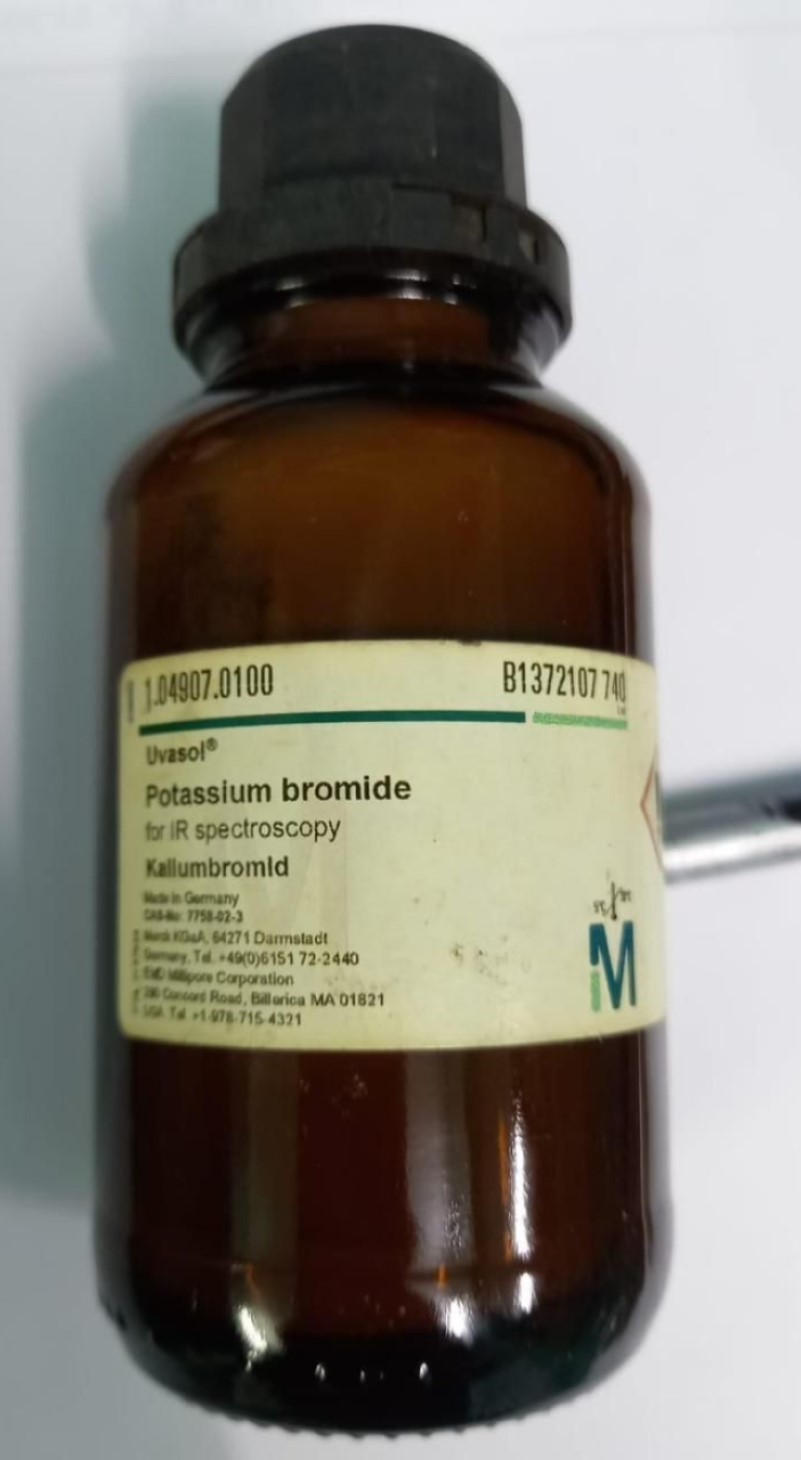 1.04907.0100
B1372107 740
Uvasol®
Potassium bromide
for IR spectroscopy
Kaliumbromid
Made in Germany
CAS-No: 7758-02-3
Merck KGaA, 64271 Darmstadt
Germany, Tel. +49(0)6151 72-2440
EMD Millipore Corporation
290 Concord Road, Billerica MA 01821
USA Tel +1-978-715-4321
M